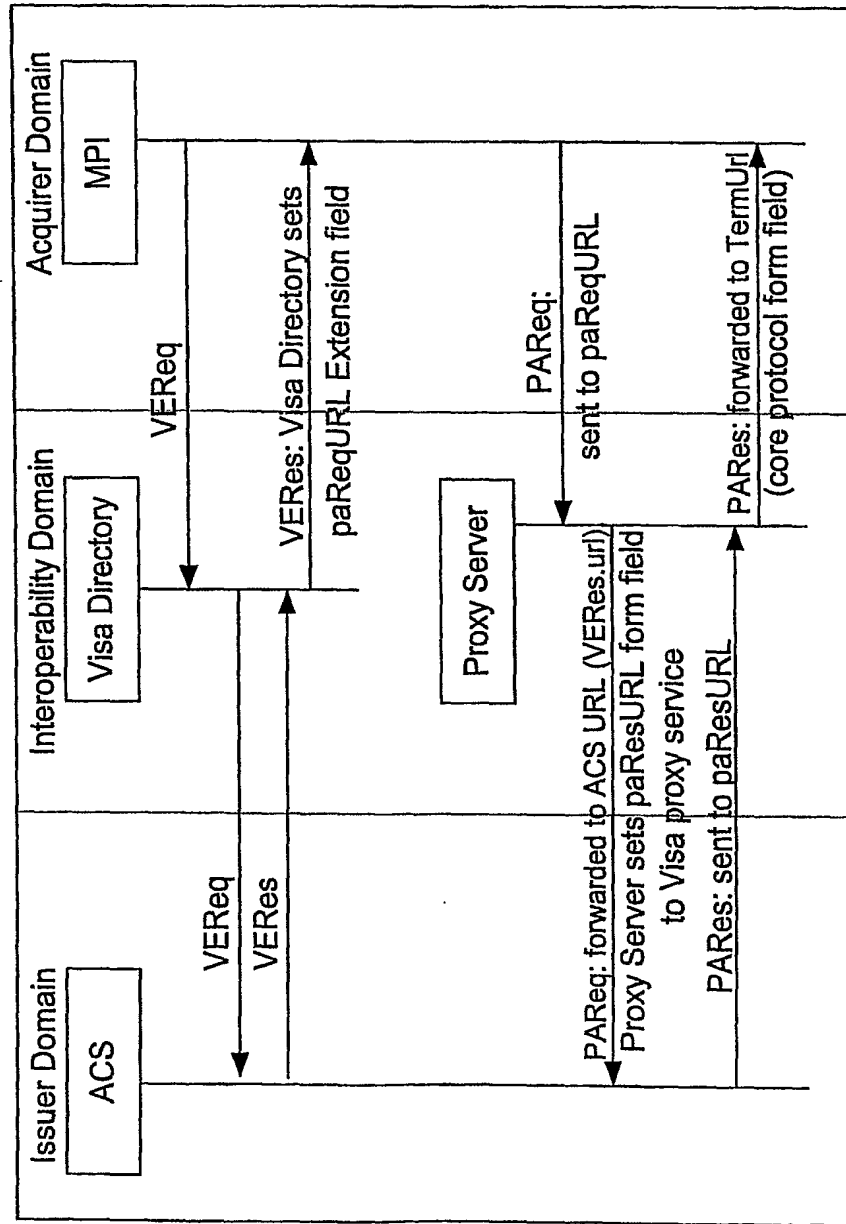 Issuer Domain
Interoperability Domain
Acquirer Domain
ACS
Visa Directory
MPI
VEReq
VEReq
VERes
VERes: Visa Directory sets
paReqURL Extension field
Proxy Server
PAReq:
sent to paReqURL
PAReq: forwarded to ACS URL (VERes.url)
Proxy Server sets paResURL form field
to Visa proxy service
PARes: sent to paResURL
PARes: forwarded to TermUrl
(core protocol form field)